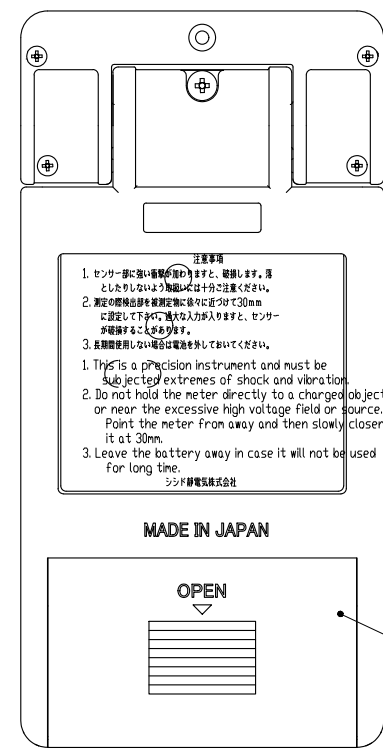 注意事項
1. センサー部に強い衝撃が加わりますと、破損します。落
としたりしないよう取扱いには十分ご注意ください。
2. 測定の際検出部を被測定物に徐々に近づけて30mm
に設定して下さい。過大な入力が入りますと、センサー
が破損することがあります。
3. 長期間使用しない場合は電池を外しておいてください。
1. This is a precision instrument and must be
subjected extremes of shock and vibration.
2. Do not hold the meter directly to a charged object
or near the excessive high voltage field or source.
Point the meter from away and then slowly closer
it at 30mm.
3. Leave the battery away in case it will not be used
for long time.
シシド静電気株式会社
MADE IN JAPAN
OPEN